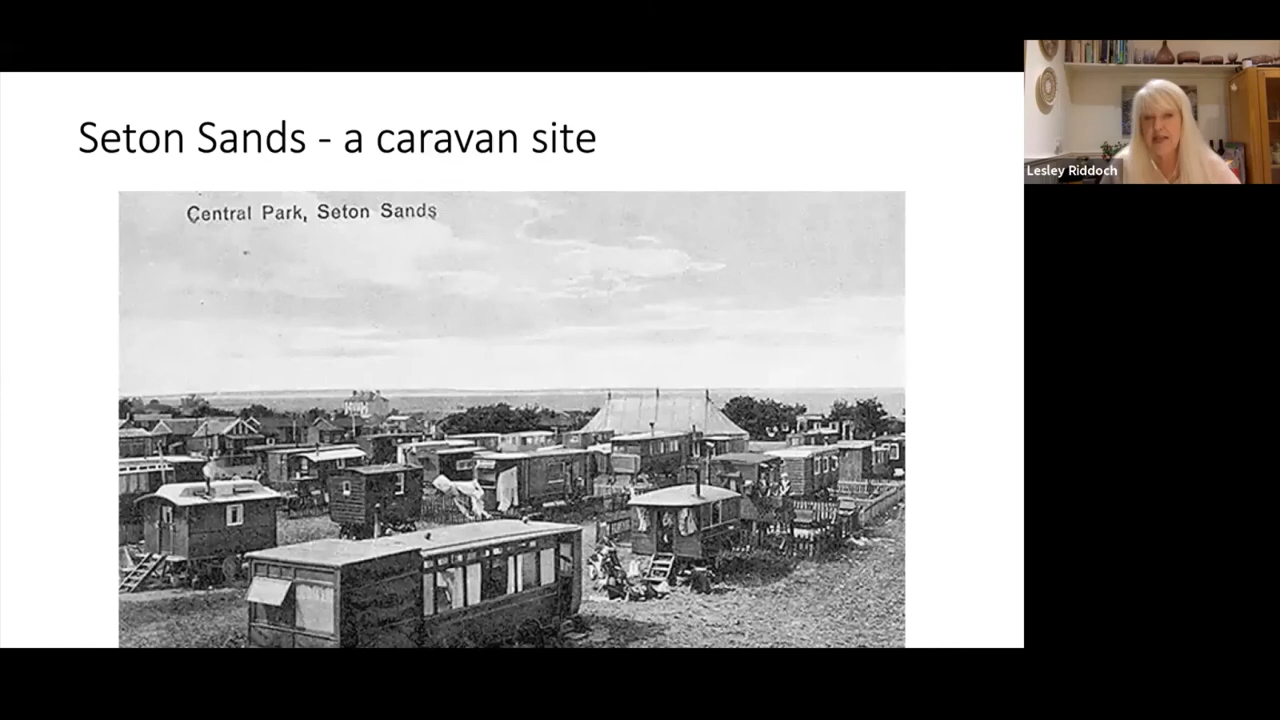 Seton Sands - a caravan site
Central Park, Seton Sands
Lesley Riddoch